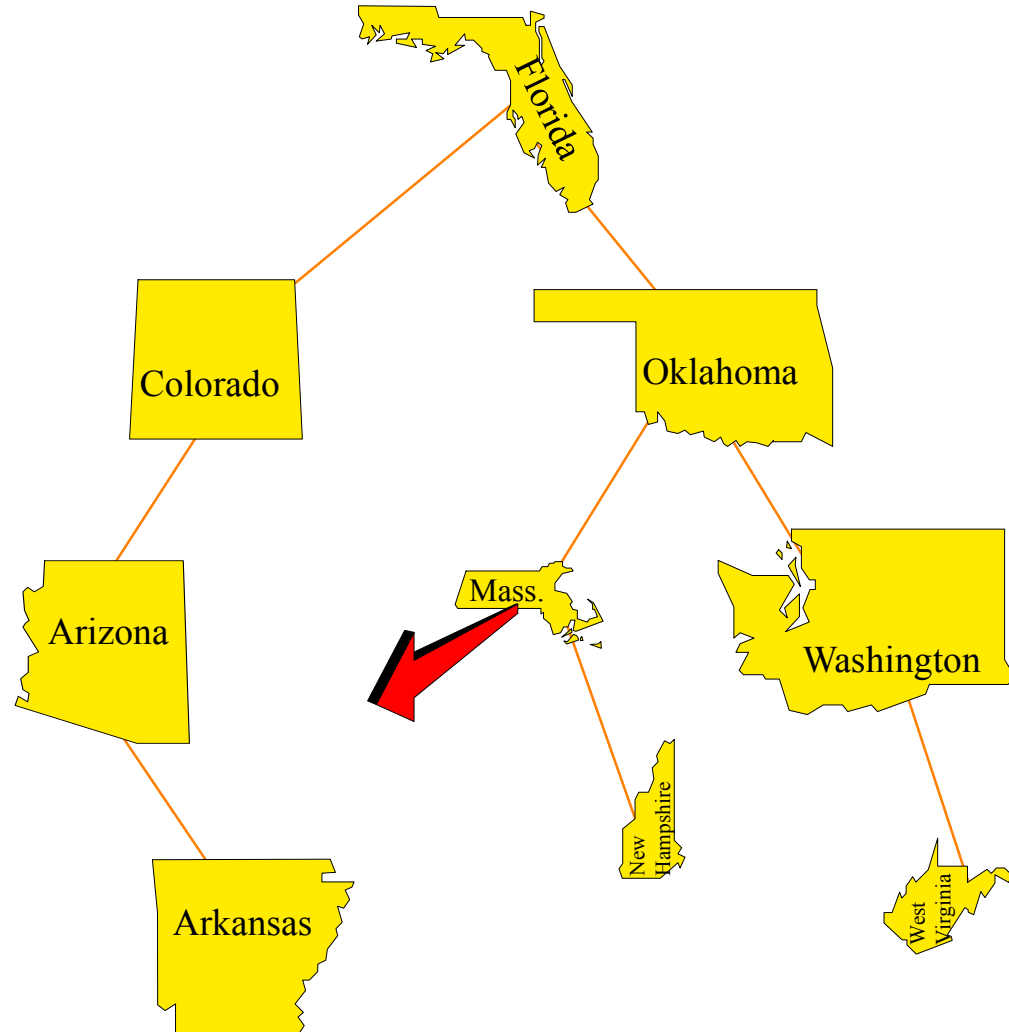 Florida
Colorado
Oklahoma
Mass.
Arizona
Washington
New
Hampshire
West
Virginia
Arkansas